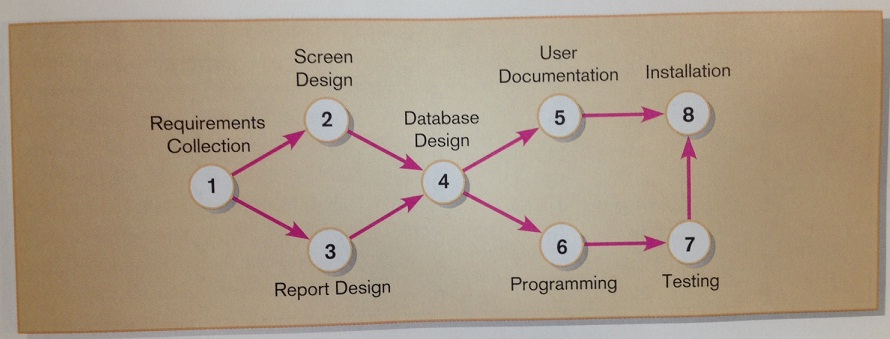 Requirements
Collection
1
Screen
Design
2
3
Report Design
Database
Design
4
User
Documentation
5
6
Programming
Installation
8
7
Testing